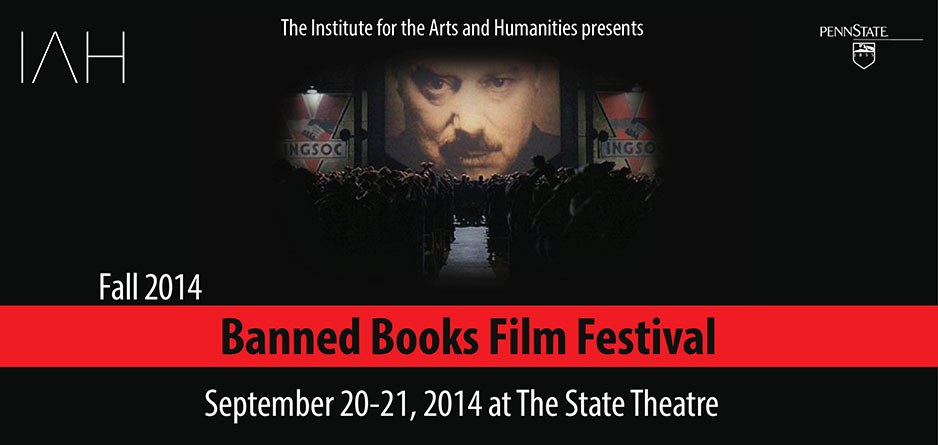 IAH
The Institute for the Arts and Humanities presents
PENNSTATE
1855
INGSOC
INGSOC
Fall 2014
Banned Books Film Festival
September 20-21, 2014 at The State Theatre